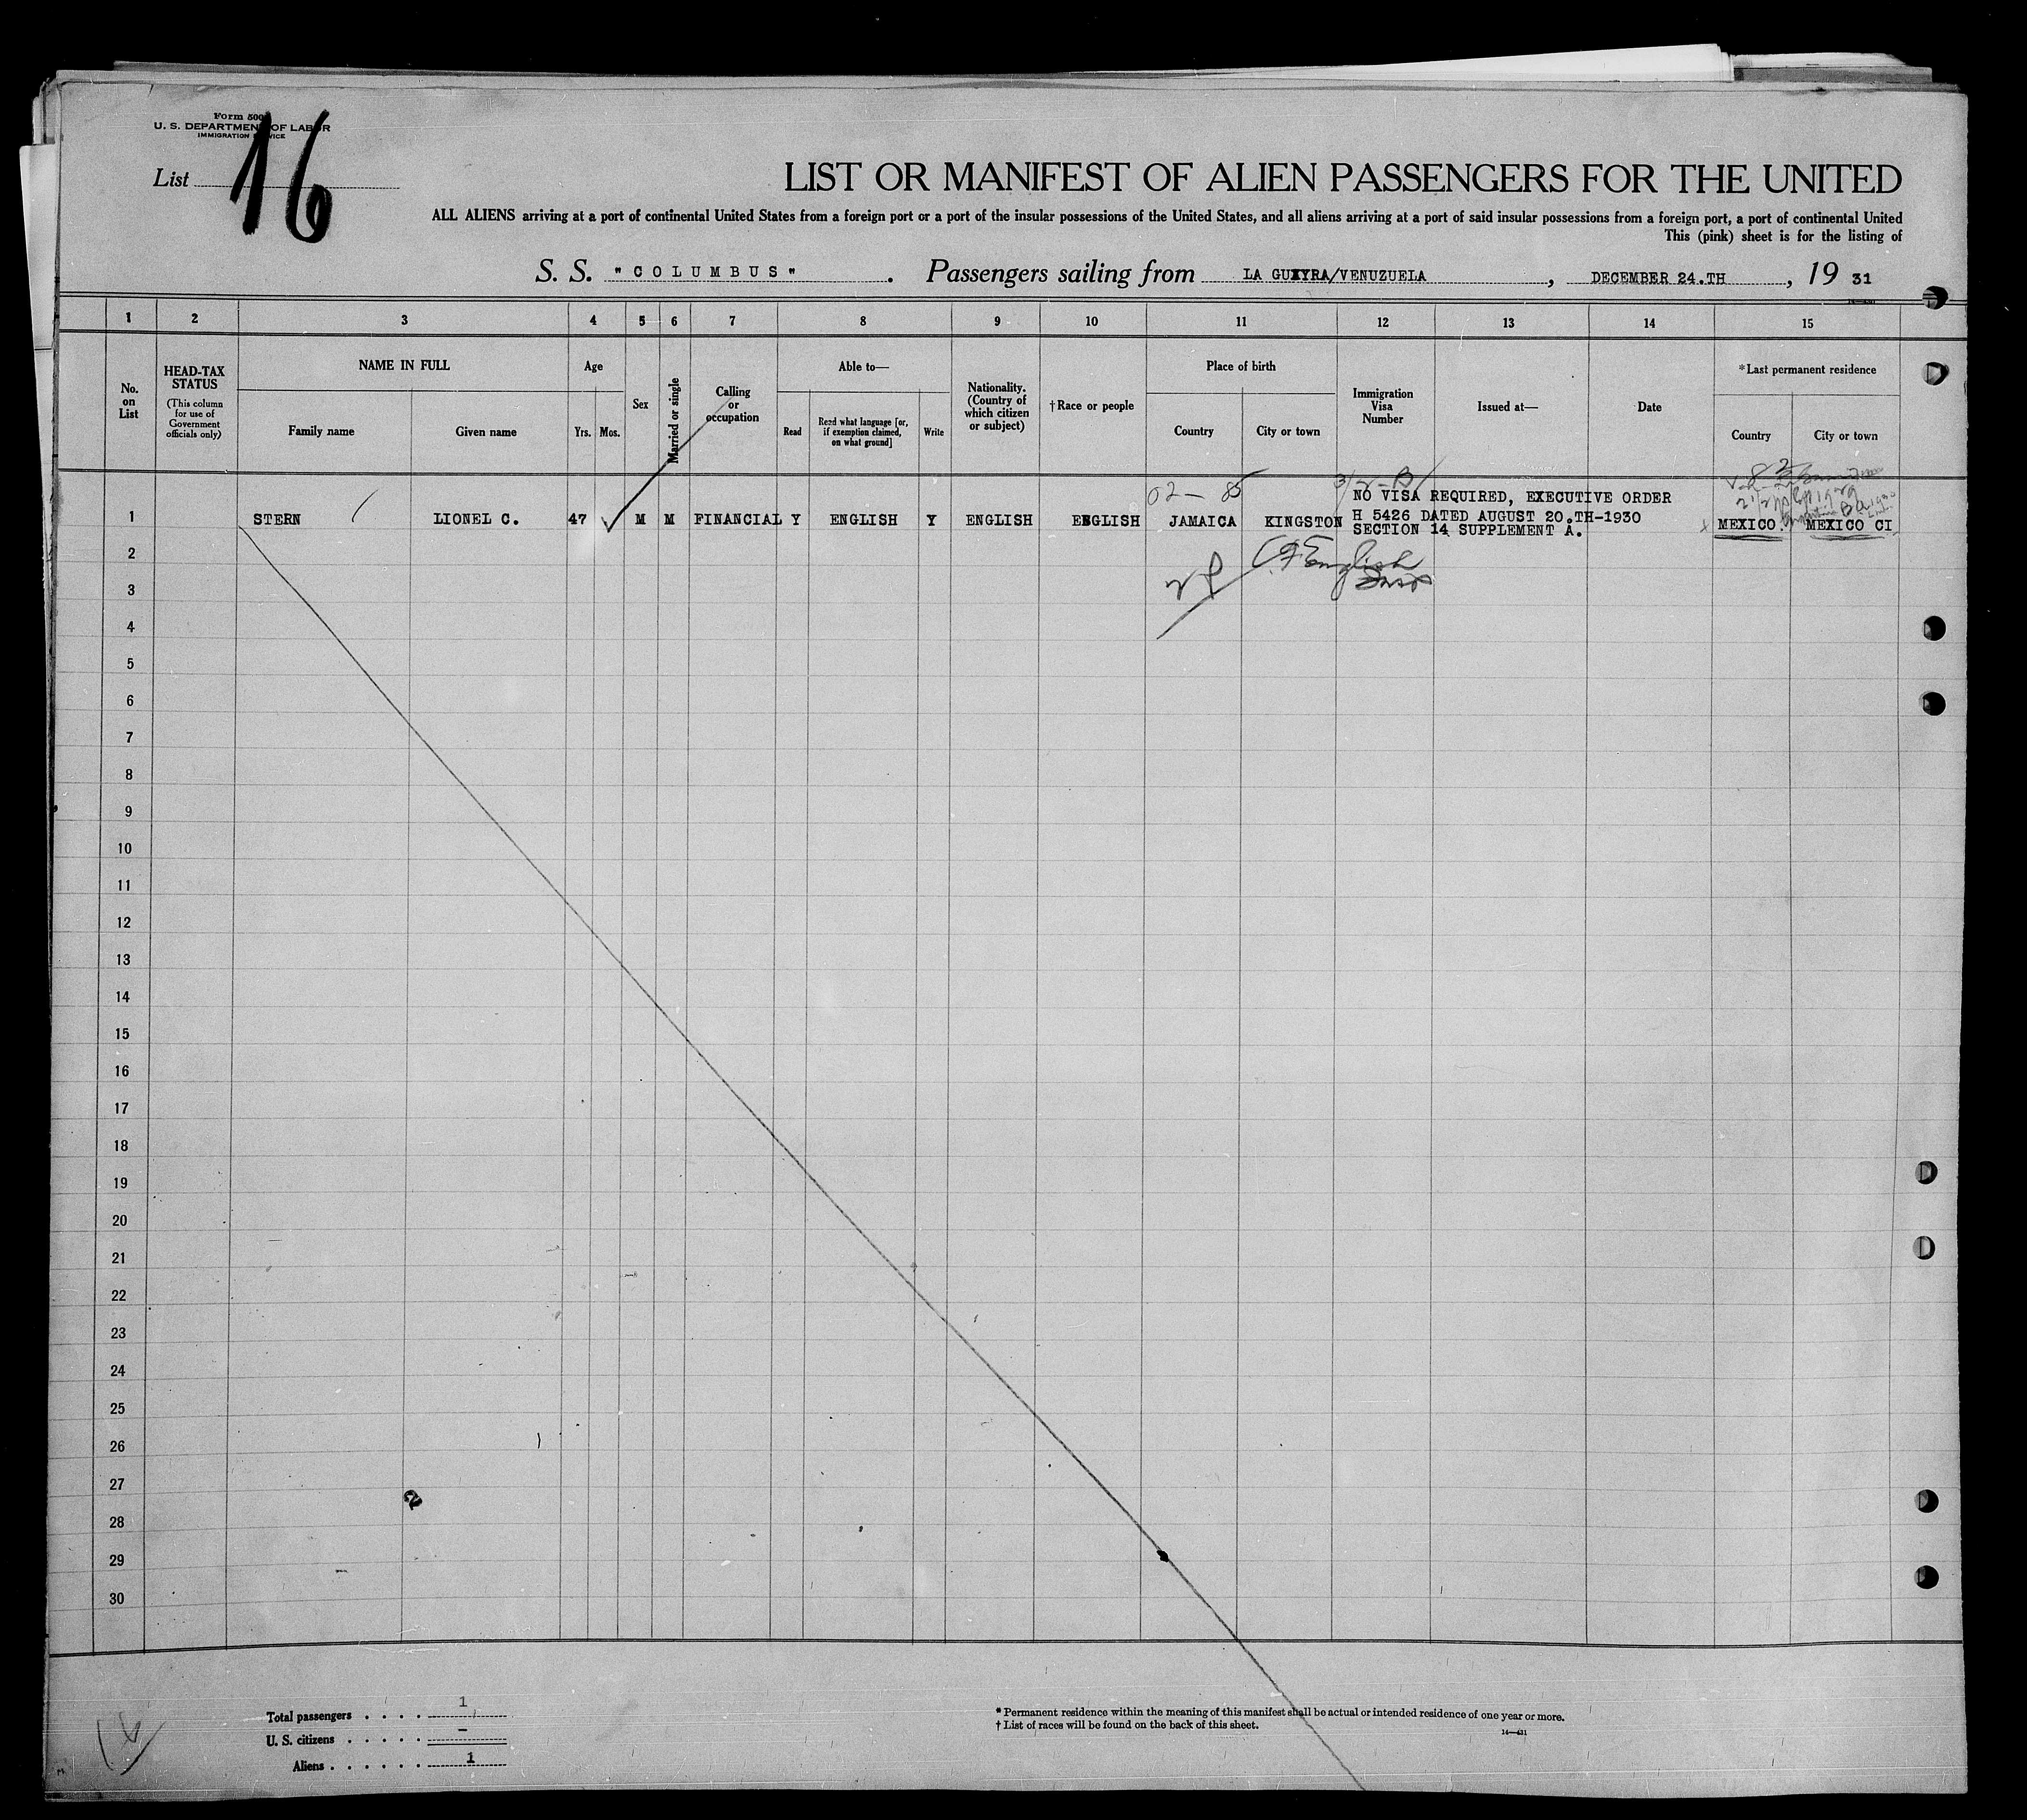 Form 500
U. S. DEPARTMENT OF LABOR
IMMIGRATION SERVICE
List 16
LIST OR MANIFEST OF ALIEN PASSENGERS FOR THE UNITED
ALL ALIENS arriving at a port of continental United States from a foreign port or a port of the insular possessions of the United States, and all aliens arriving at a port of said insular possessions from a foreign port, a port of continental United
This (pink) sheet is for the listing of
S. S. "COLUMBUS". Passengers sailing from LA GUXYRA/VENUZUELA, DECEMBER 24.TH, 19 31
1 2 3 4 5 6 7 8 9 10 11 12 13 14 15
No. on List
HEAD-TAX STATUS
(This column for use of Government officials only)
NAME IN FULL
Family name Given name
Age
Yrs. Mos.
Sex
Married or single
Calling or occupation
Able to—
Read
Read what language [or, if exemption claimed, on what ground]
Write
Nationality. (Country of which citizen or subject)
†Race or people
Place of birth
Country City or town
Immigration Visa Number
Issued at—
Date
*Last permanent residence
Country City or town
02 — 85
1 STERN LIONEL C. 47 M M FINANCIAL Y ENGLISH Y ENGLISH ENGLISH JAMAICA KINGSTON NO VISA REQUIRED, EXECUTIVE ORDER
H 5426 DATED AUGUST 20.TH-1930
SECTION 14 SUPPLEMENT A.
MEXICO. MEXICO CI
English
Insp
2
3
4
5
6
7
8
9
10
11
12
13
14
15
16
17
18
19
20
21
22
23
24
25
26
27
28
29
30
Total passengers . . . . 1
U. S. citizens . . . . . —
Aliens . . . . . . 1
* Permanent residence within the meaning of this manifest shall be actual or intended residence of one year or more.
† List of races will be found on the back of this sheet.
14—431
16